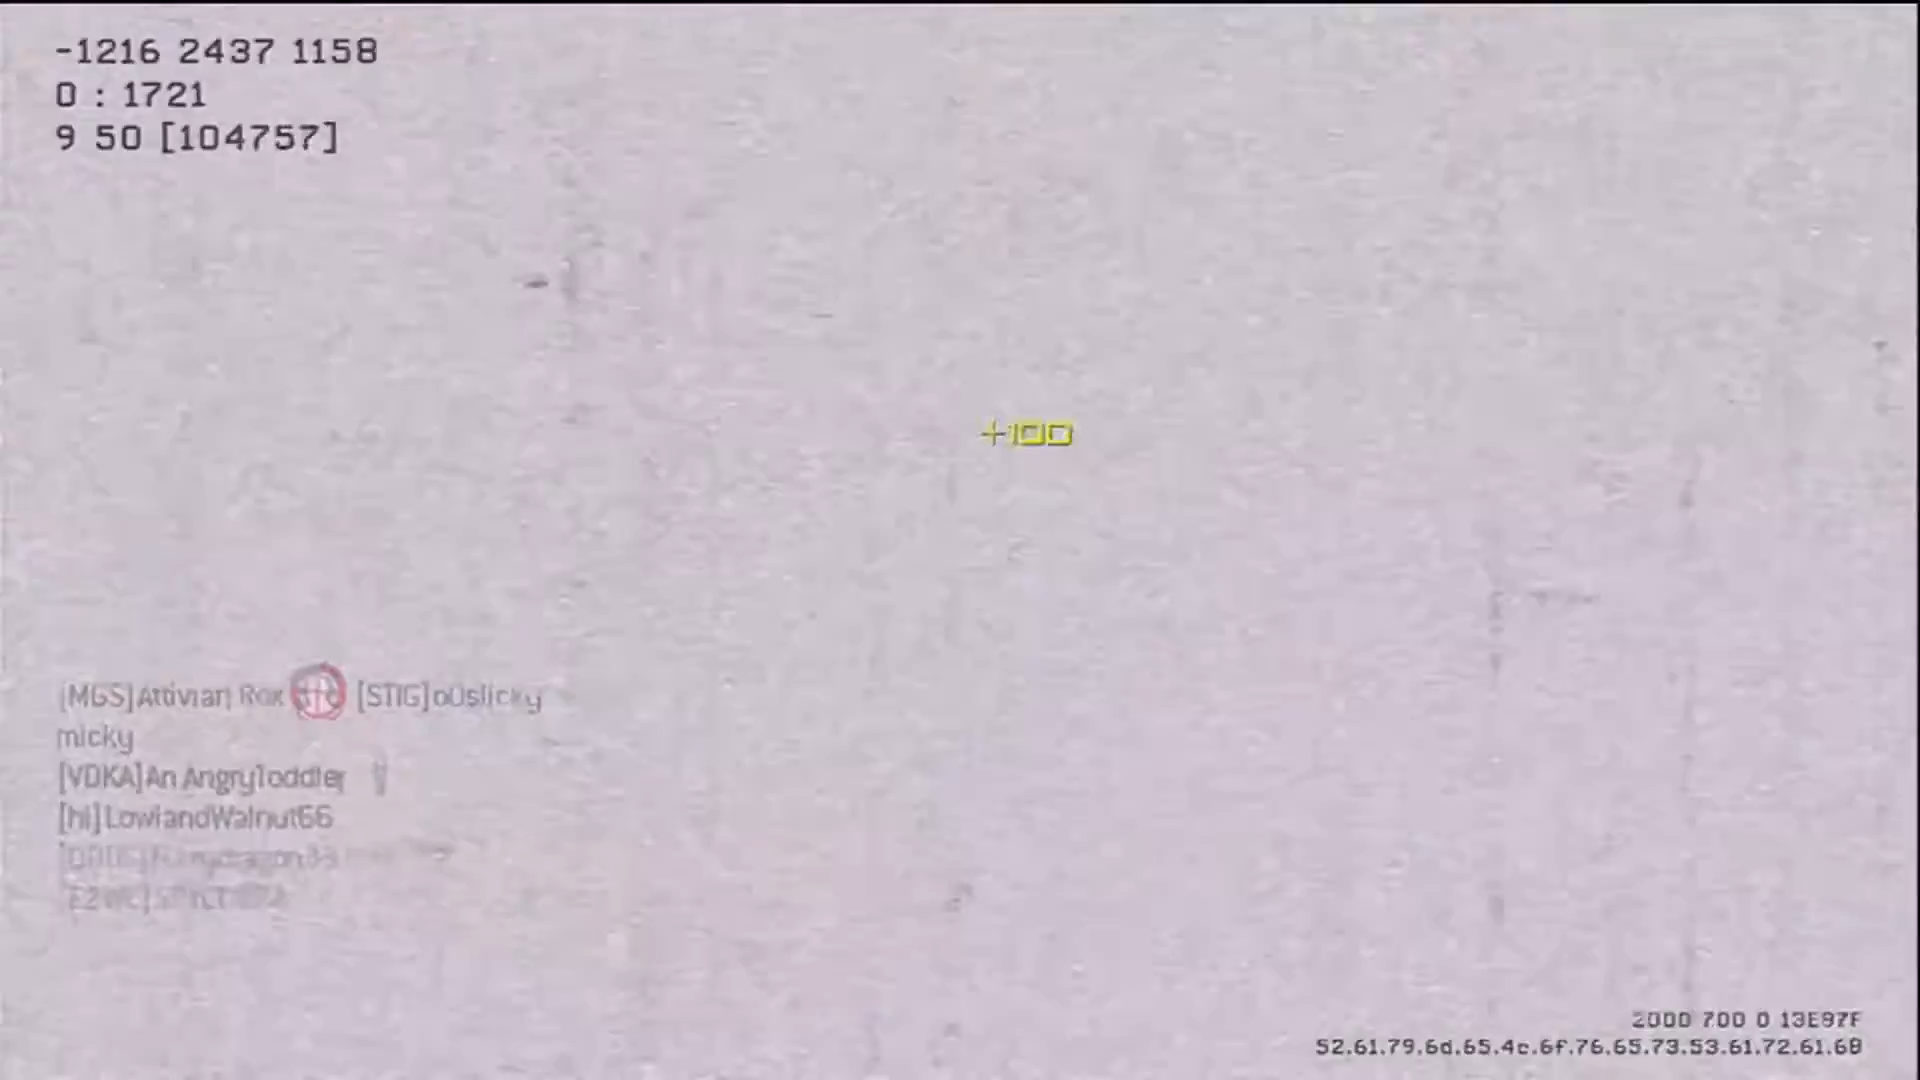 -1216 2437 1158
0 : 1721
9 50 [104757]
+100
[MGS]Attivian Rox [STIG]oUslicky
micky
[VDKA]An AngryToddler
[hi]LowlandWalnut66
2000 700 0 13E97F
52.61.79.6d.65.4c.6f.76.65.73.53.61.72.61.68